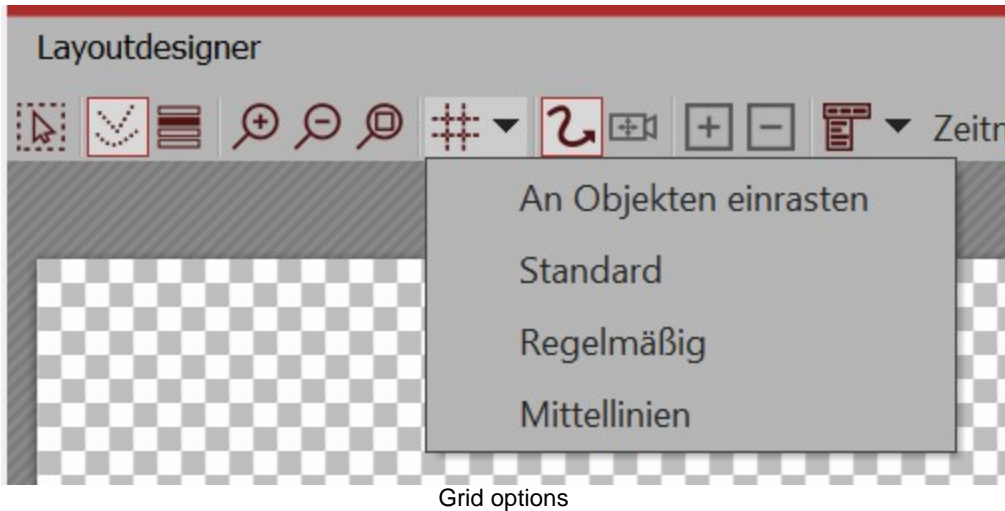 Layoutdesigner
Zeitr
An Objekten einrasten
Standard
Regelmäßig
Mittellinien
Grid options